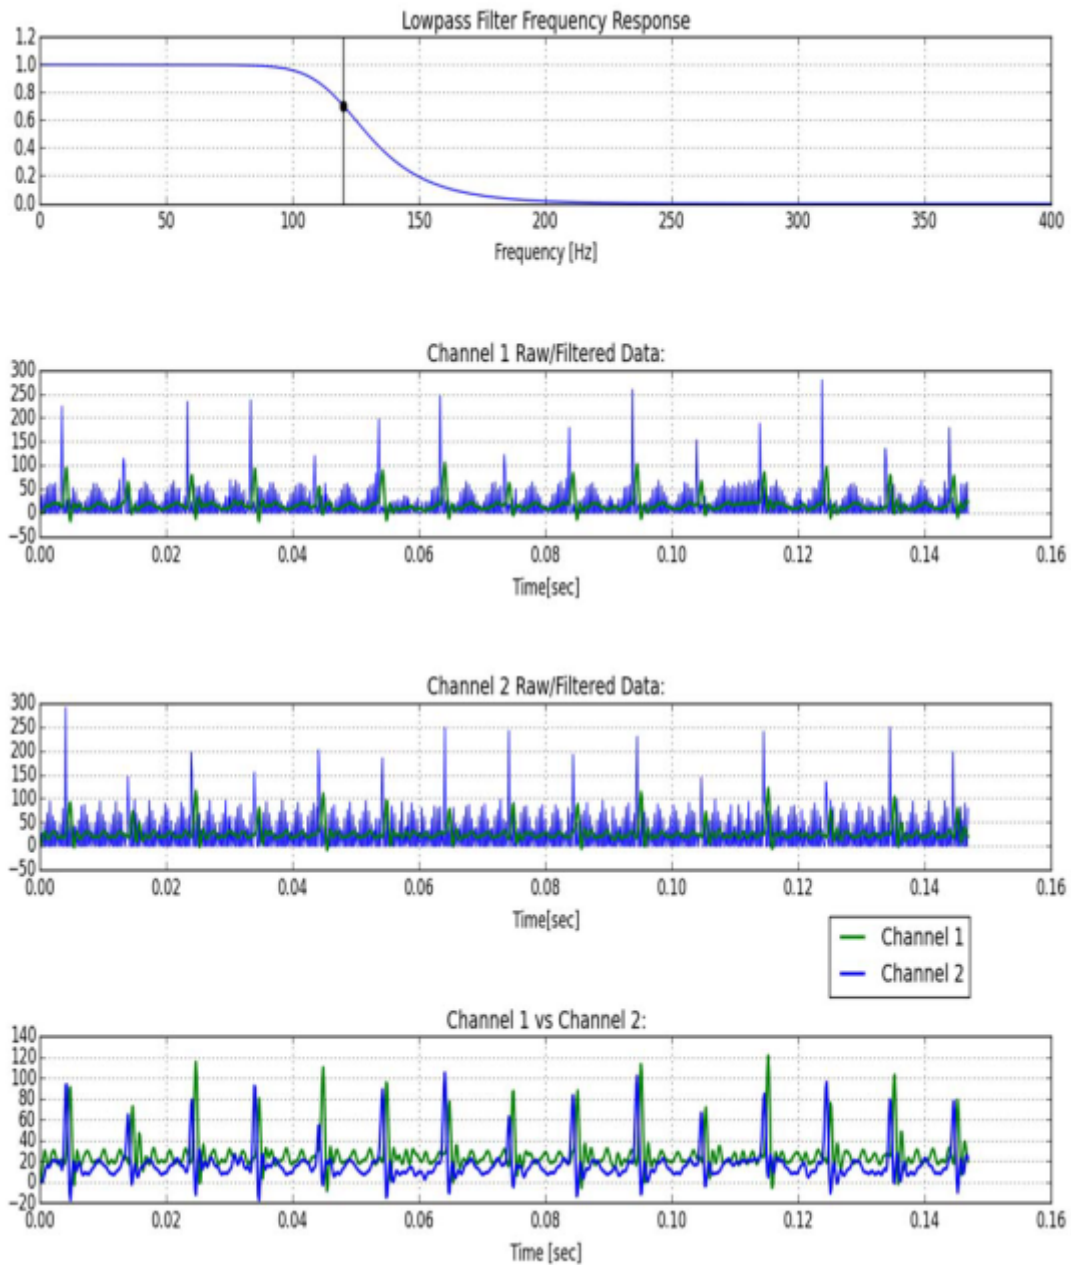 Lowpass Filter Frequency Response
1.2
1.0
0.8
0.6
0.4
0.2
0.0
0 50 100 150 200 250 300 350 400
Frequency [Hz]
Channel 1 Raw/Filtered Data:
300
250
200
150
100
50
0
−50
0.00 0.02 0.04 0.06 0.08 0.10 0.12 0.14 0.16
Time[sec]
Channel 2 Raw/Filtered Data:
300
250
200
150
100
50
0
−50
0.00 0.02 0.04 0.06 0.08 0.10 0.12 0.14 0.16
Time[sec]
Channel 1
Channel 2
Channel 1 vs Channel 2:
140
120
100
80
60
40
20
0
−20
0.00 0.02 0.04 0.06 0.08 0.10 0.12 0.14 0.16
Time [sec]